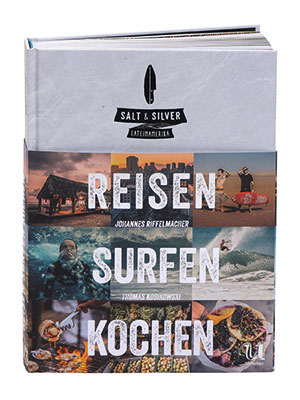 SALT & SILVER
LATEINAMERIKA
REISEN
JOHANNES RIFFELMACHER
SURFEN
THOMAS KOSIKOWSKI
KOCHEN